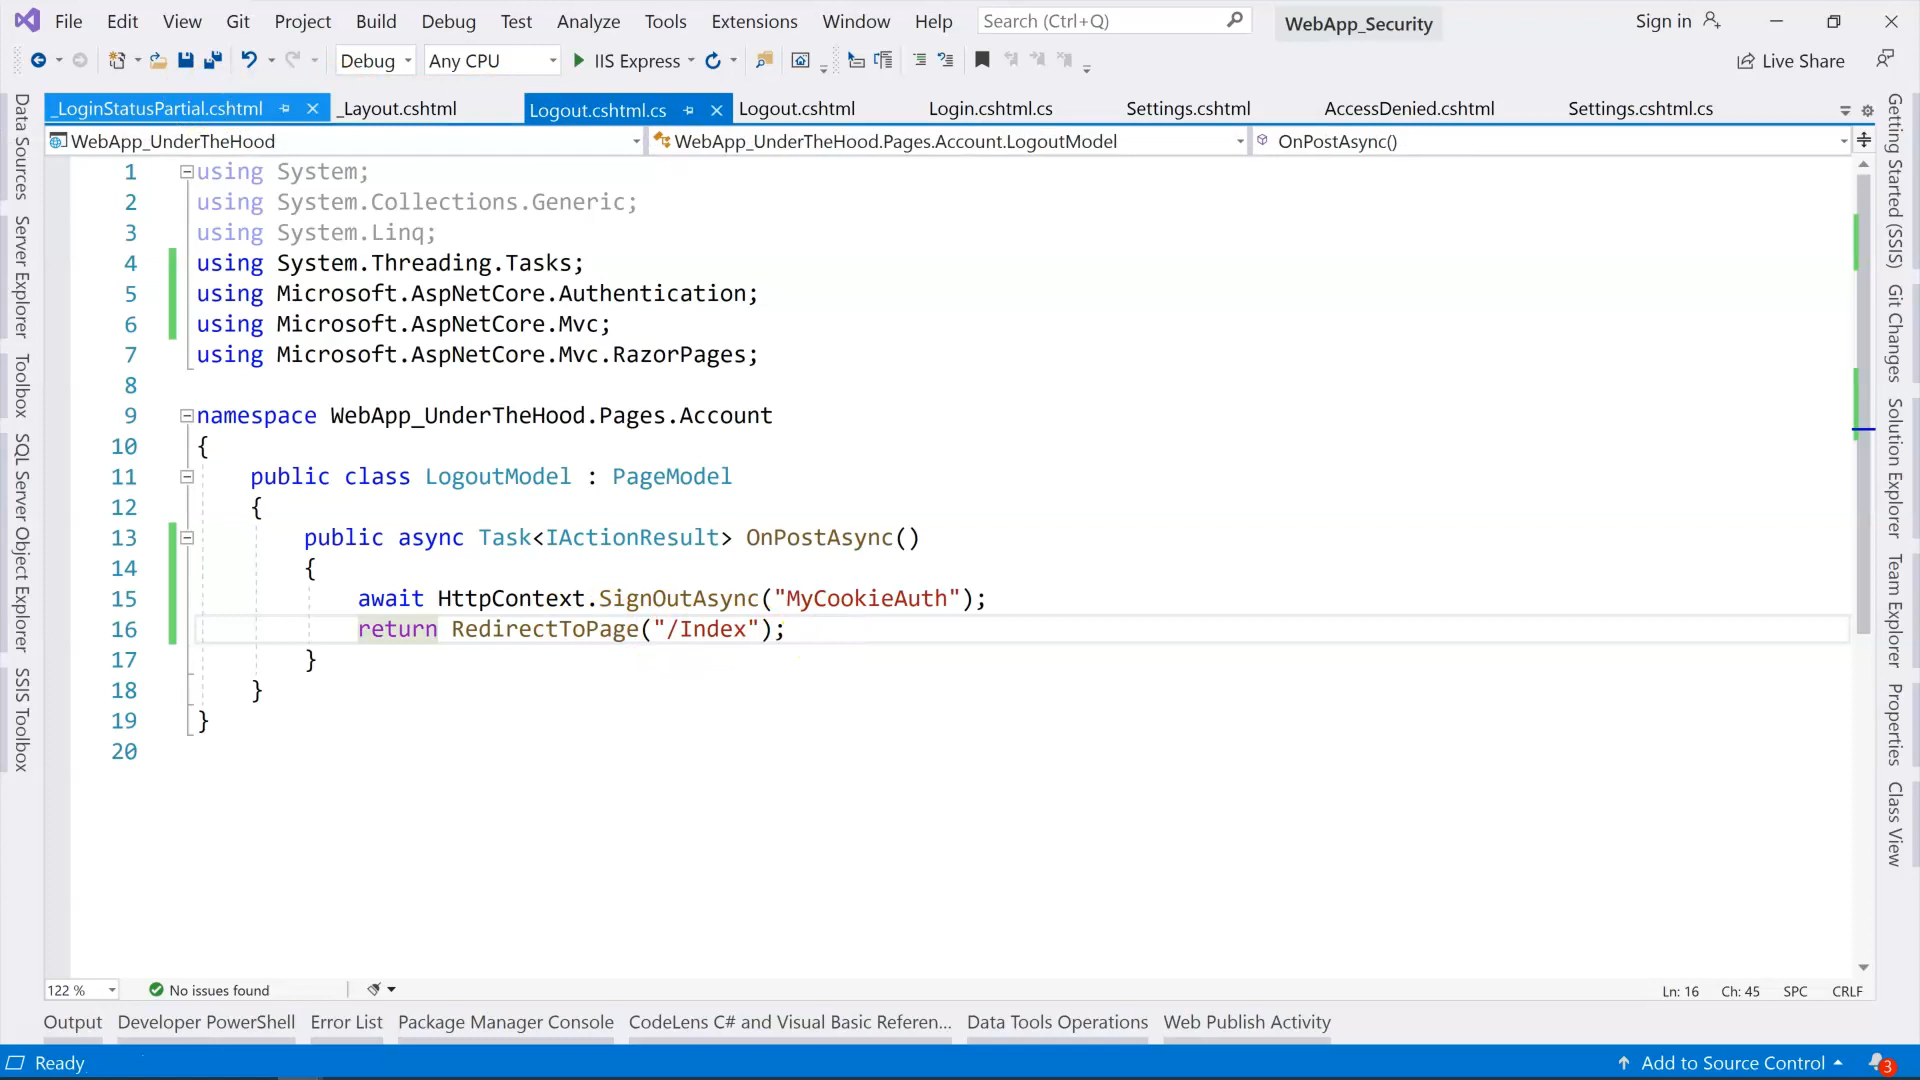 File Edit View Git Project Build Debug Test Analyze Tools Extensions Window Help Search (Ctrl+Q) WebApp_Security Sign in
Debug Any CPU IIS Express Live Share
_LoginStatusPartial.cshtml _Layout.cshtml Logout.cshtml.cs Logout.cshtml Login.cshtml.cs Settings.cshtml AccessDenied.cshtml Settings.cshtml.cs
WebApp_UnderTheHood WebApp_UnderTheHood.Pages.Account.LogoutModel OnPostAsync()
1 using System;
2 using System.Collections.Generic;
3 using System.Linq;
4 using System.Threading.Tasks;
5 using Microsoft.AspNetCore.Authentication;
6 using Microsoft.AspNetCore.Mvc;
7 using Microsoft.AspNetCore.Mvc.RazorPages;
8
9 namespace WebApp_UnderTheHood.Pages.Account
10 {
11 public class LogoutModel : PageModel
12 {
13 public async Task<IActionResult> OnPostAsync()
14 {
15 await HttpContext.SignOutAsync("MyCookieAuth");
16 return RedirectToPage("/Index");
17 }
18 }
19 }
20
Data Sources
Server Explorer
Toolbox
SQL Server Object Explorer
SSIS Toolbox
Getting Started (SSIS)
Git Changes
Solution Explorer
Team Explorer
Properties
Class View
122 % No issues found Ln: 16 Ch: 45 SPC CRLF
Output Developer PowerShell Error List Package Manager Console CodeLens C# and Visual Basic Referen... Data Tools Operations Web Publish Activity
Ready Add to Source Control 3